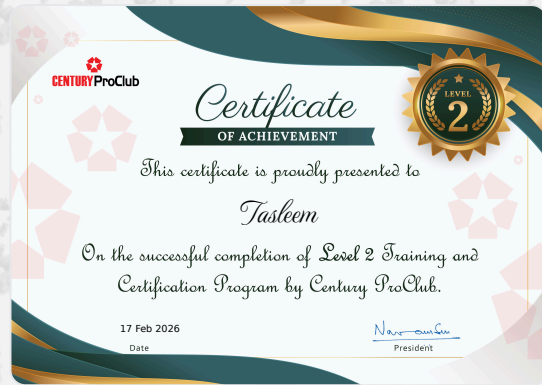 CENTURY ProClub
Certificate
OF ACHIEVEMENT
LEVEL
2
This certificate is proudly presented to
Tasleem
On the successful completion of Level 2 Training and
Certification Program by Century ProClub.
17 Feb 2026
Date
President